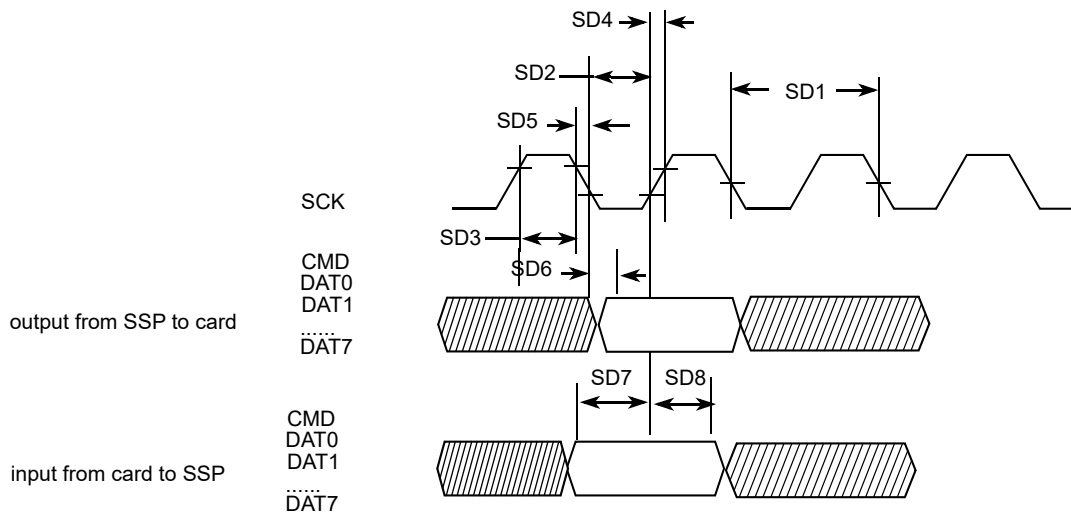 SD4
SD2
SD1
SD5
SCK
SD3
CMD
SD6
DAT0
DAT1
output from SSP to card
......
DAT7
SD7
SD8
CMD
DAT0
DAT1
input from card to SSP
......
DAT7